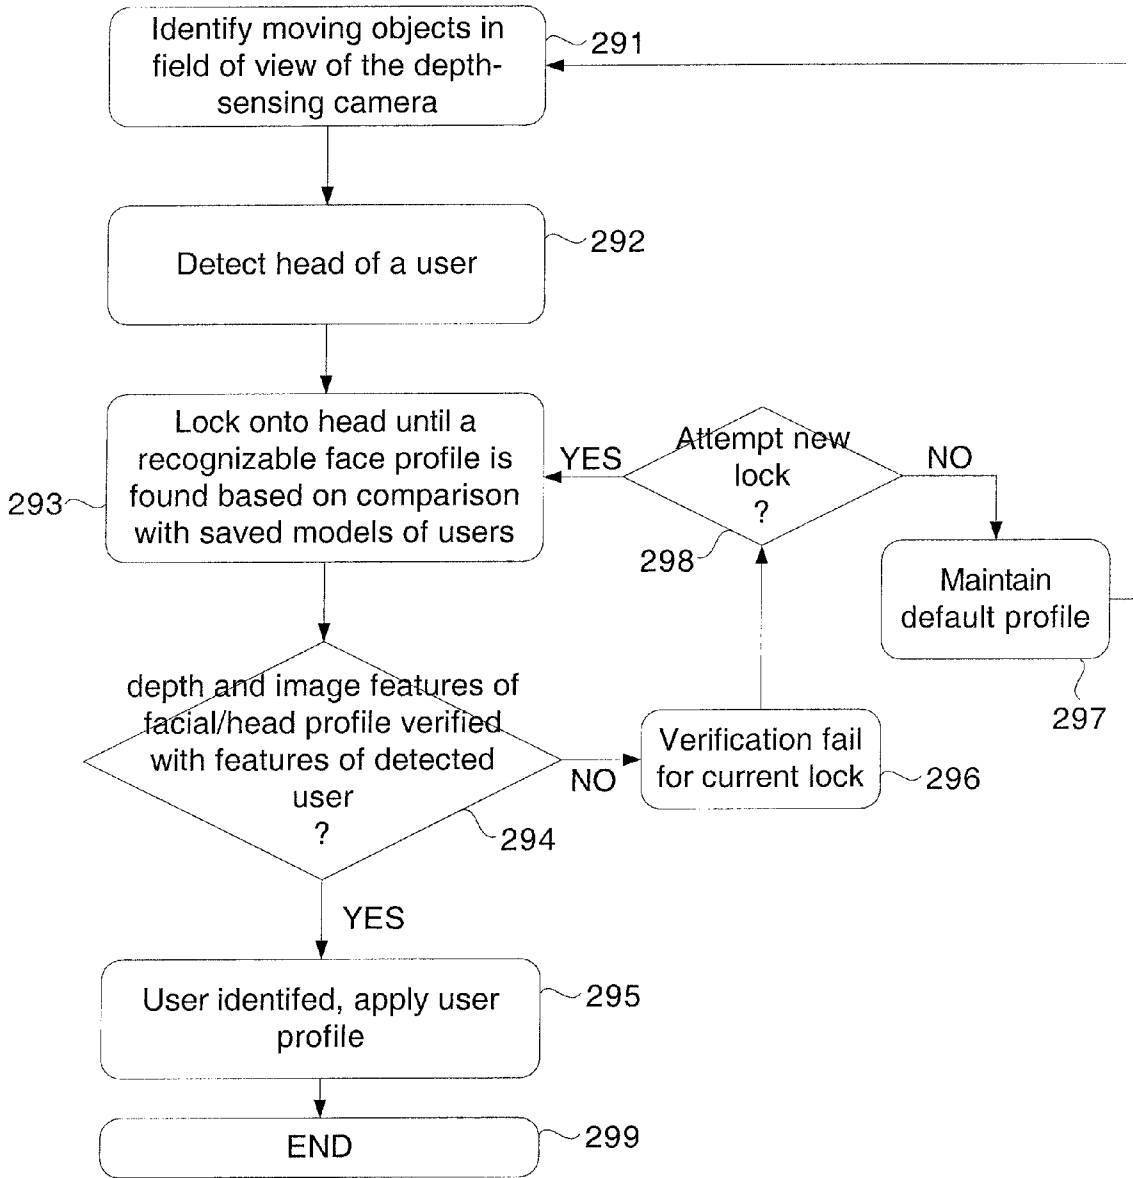 Identify moving objects in
field of view of the depth-
sensing camera
291
Detect head of a user
292
Lock onto head until a
recognizable face profile is
found based on comparison
with saved models of users
293
Attempt new
lock
?
298
YES
NO
Maintain
default profile
297
depth and image features of
facial/head profile verified
with features of detected
user
?
294
NO
Verification fail
for current lock
296
YES
User identifed, apply user
profile
295
END
299